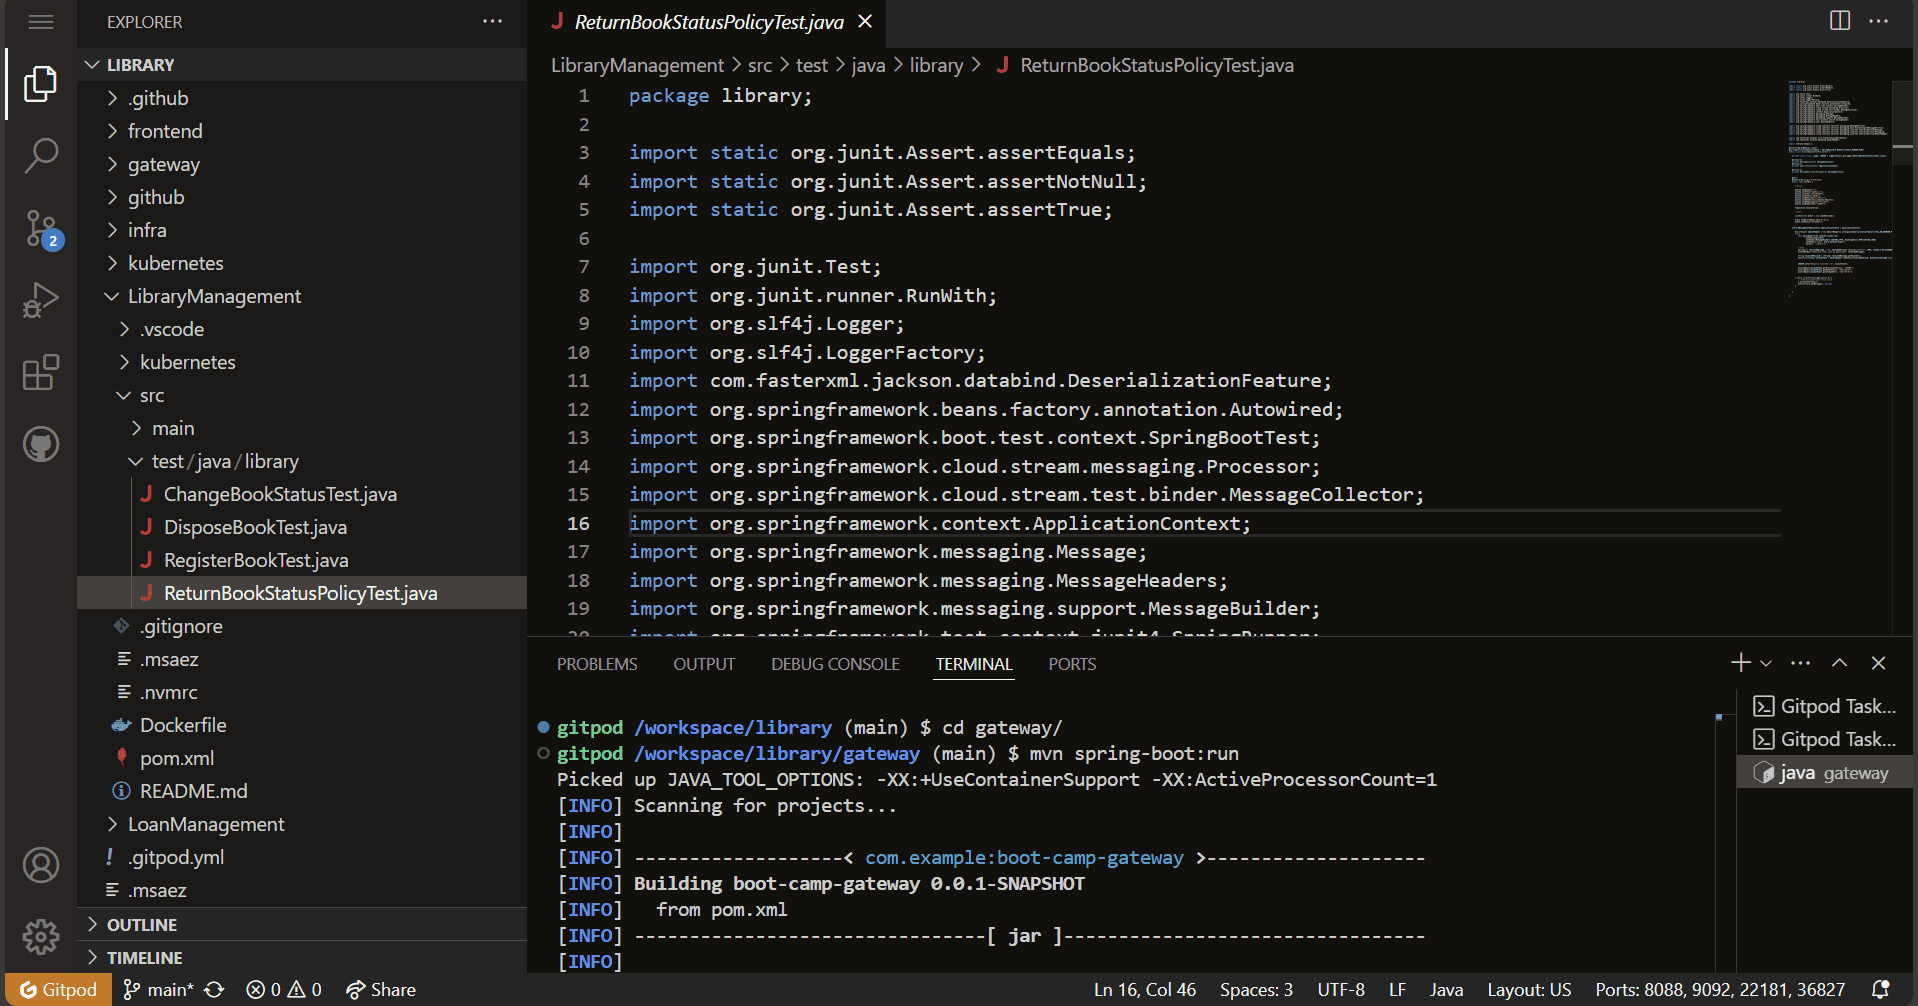 EXPLORER
LIBRARY
.github
frontend
gateway
github
infra
kubernetes
LibraryManagement
.vscode
kubernetes
src
main
test/java/library
ChangeBookStatusTest.java
DisposeBookTest.java
RegisterBookTest.java
ReturnBookStatusPolicyTest.java
.gitignore
.msaez
.nvmrc
Dockerfile
pom.xml
README.md
LoanManagement
.gitpod.yml
.msaez
OUTLINE
TIMELINE
2
ReturnBookStatusPolicyTest.java
LibraryManagement > src > test > java > library > ReturnBookStatusPolicyTest.java
1 package library;
2
3 import static org.junit.Assert.assertEquals;
4 import static org.junit.Assert.assertNotNull;
5 import static org.junit.Assert.assertTrue;
6
7 import org.junit.Test;
8 import org.junit.runner.RunWith;
9 import org.slf4j.Logger;
10 import org.slf4j.LoggerFactory;
11 import com.fasterxml.jackson.databind.DeserializationFeature;
12 import org.springframework.beans.factory.annotation.Autowired;
13 import org.springframework.boot.test.context.SpringBootTest;
14 import org.springframework.cloud.stream.messaging.Processor;
15 import org.springframework.cloud.stream.test.binder.MessageCollector;
16 import org.springframework.context.ApplicationContext;
17 import org.springframework.messaging.Message;
18 import org.springframework.messaging.MessageHeaders;
19 import org.springframework.messaging.support.MessageBuilder;
20 import org.springframework.test.context.junit4.SpringRunner;
PROBLEMS OUTPUT DEBUG CONSOLE TERMINAL PORTS
gitpod /workspace/library (main) $ cd gateway/
gitpod /workspace/library/gateway (main) $ mvn spring-boot:run
Picked up JAVA_TOOL_OPTIONS: -XX:+UseContainerSupport -XX:ActiveProcessorCount=1
[INFO] Scanning for projects...
[INFO]
[INFO] -------------------< com.example:boot-camp-gateway >--------------------
[INFO] Building boot-camp-gateway 0.0.1-SNAPSHOT
[INFO]   from pom.xml
[INFO] --------------------------------[ jar ]---------------------------------
[INFO]
Gitpod Task...
Gitpod Task...
java gateway
Gitpod main* 0 0 Share Ln 16, Col 46 Spaces: 3 UTF-8 LF Java Layout: US Ports: 8088, 9092, 22181, 36827